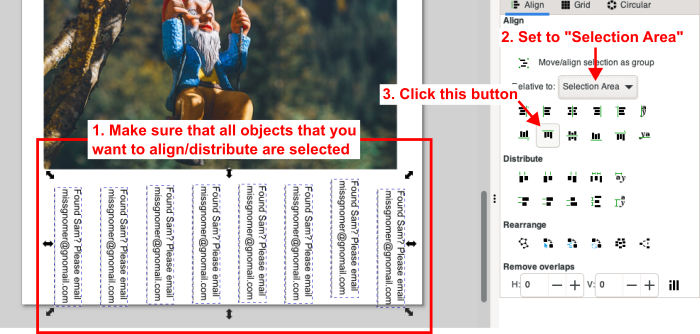 Align Grid Circular
Align
2. Set to "Selection Area"
Move/align selection as group
Relative to: Selection Area
3. Click this button
1. Make sure that all objects that you
want to align/distribute are selected
Distribute
Rearrange
Remove overlaps
H: 0 − + V: 0 − +
Found Sam? Please email
missgnomer@gnomail.com
Found Sam? Please email
missgnomer@gnomail.com
Found Sam? Please email
missgnomer@gnomail.com
Found Sam? Please email
missgnomer@gnomail.com
Found Sam? Please email
missgnomer@gnomail.com
Found Sam? Please email
missgnomer@gnomail.com
Found Sam? Please email
missgnomer@gnomail.com
Found Sam? Please email
missgnomer@gnomail.com